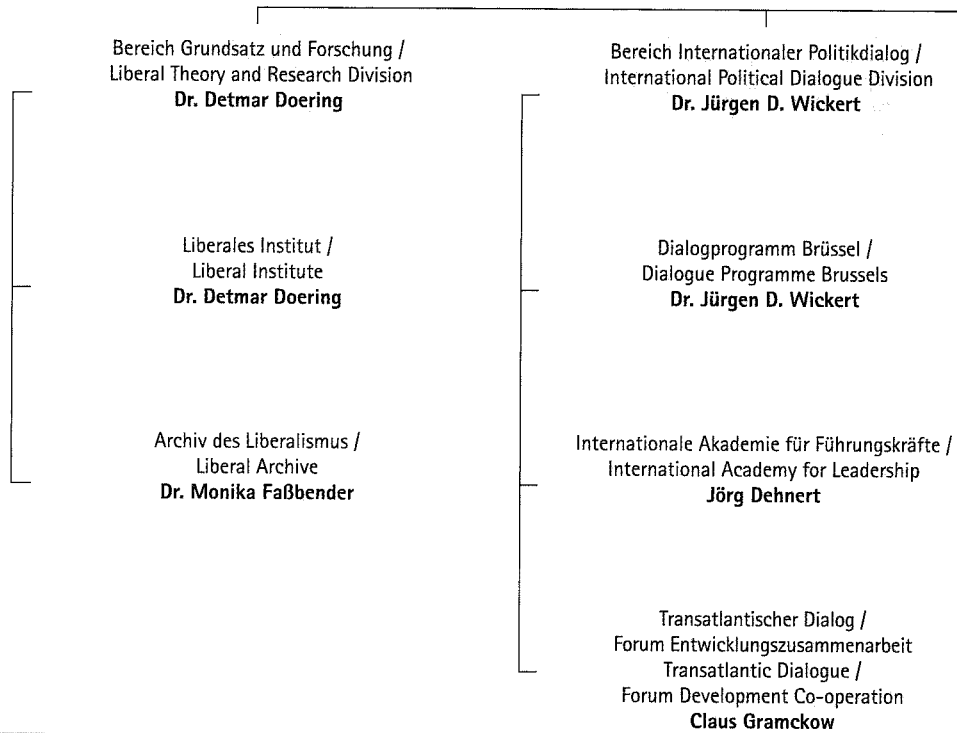 Bereich Grundsatz und Forschung /
Liberal Theory and Research Division
Dr. Detmar Doering
Liberales Institut /
Liberal Institute
Dr. Detmar Doering
Archiv des Liberalismus /
Liberal Archive
Dr. Monika Faßbender
Bereich Internationaler Politikdialog /
International Political Dialogue Division
Dr. Jürgen D. Wickert
Dialogprogramm Brüssel /
Dialogue Programme Brussels
Dr. Jürgen D. Wickert
Internationale Akademie für Führungskräfte /
International Academy for Leadership
Jörg Dehnert
Transatlantischer Dialog /
Forum Entwicklungszusammenarbeit
Transatlantic Dialogue /
Forum Development Co-operation
Claus Gramckow